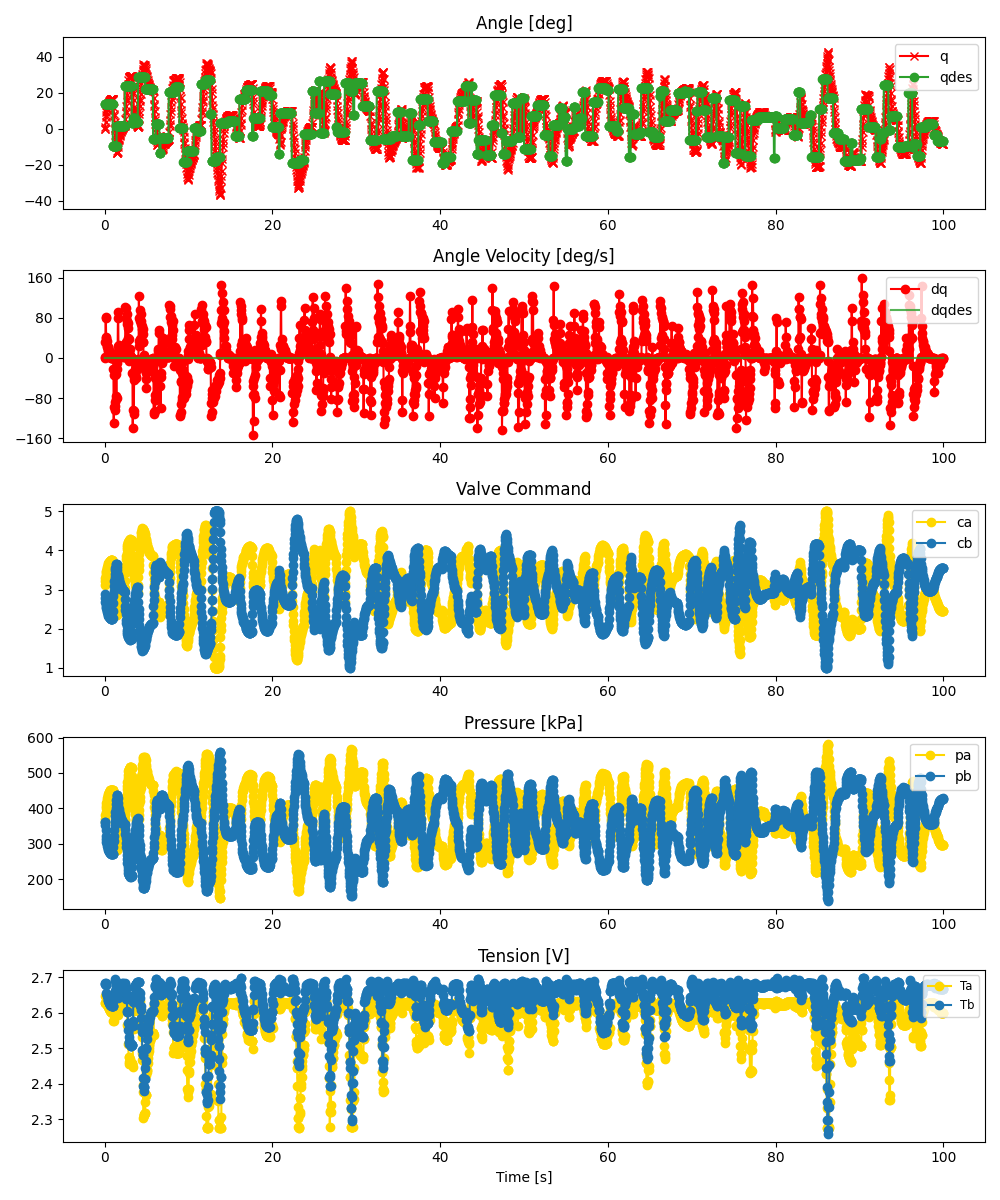 Angle [deg]
40
20
0
−20
−40
q
qdes
0 20 40 60 80 100
Angle Velocity [deg/s]
160
80
0
−80
−160
dq
dqdes
0 20 40 60 80 100
Valve Command
5
4
3
2
1
ca
cb
0 20 40 60 80 100
Pressure [kPa]
600
500
400
300
200
pa
pb
0 20 40 60 80 100
Tension [V]
2.7
2.6
2.5
2.4
2.3
Ta
Tb
0 20 40 60 80 100
Time [s]